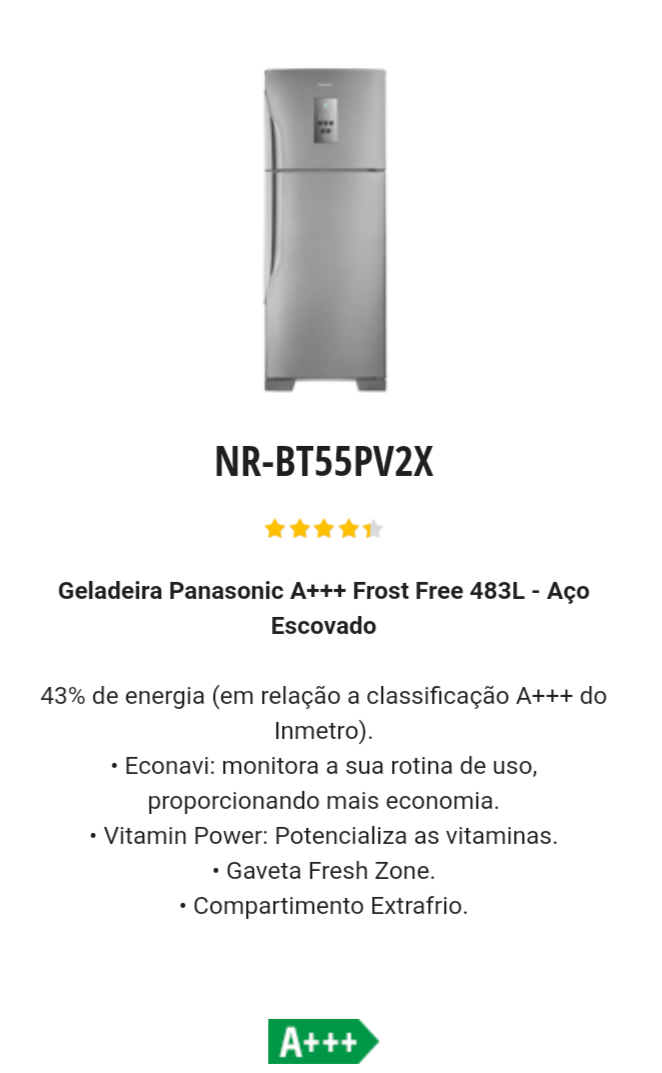 NR-BT55PV2X
Geladeira Panasonic A+++ Frost Free 483L - Aço
Escovado
43% de energia (em relação a classificação A+++ do
Inmetro).
• Econavi: monitora a sua rotina de uso,
proporcionando mais economia.
• Vitamin Power: Potencializa as vitaminas.
• Gaveta Fresh Zone.
• Compartimento Extrafrio.
A+++